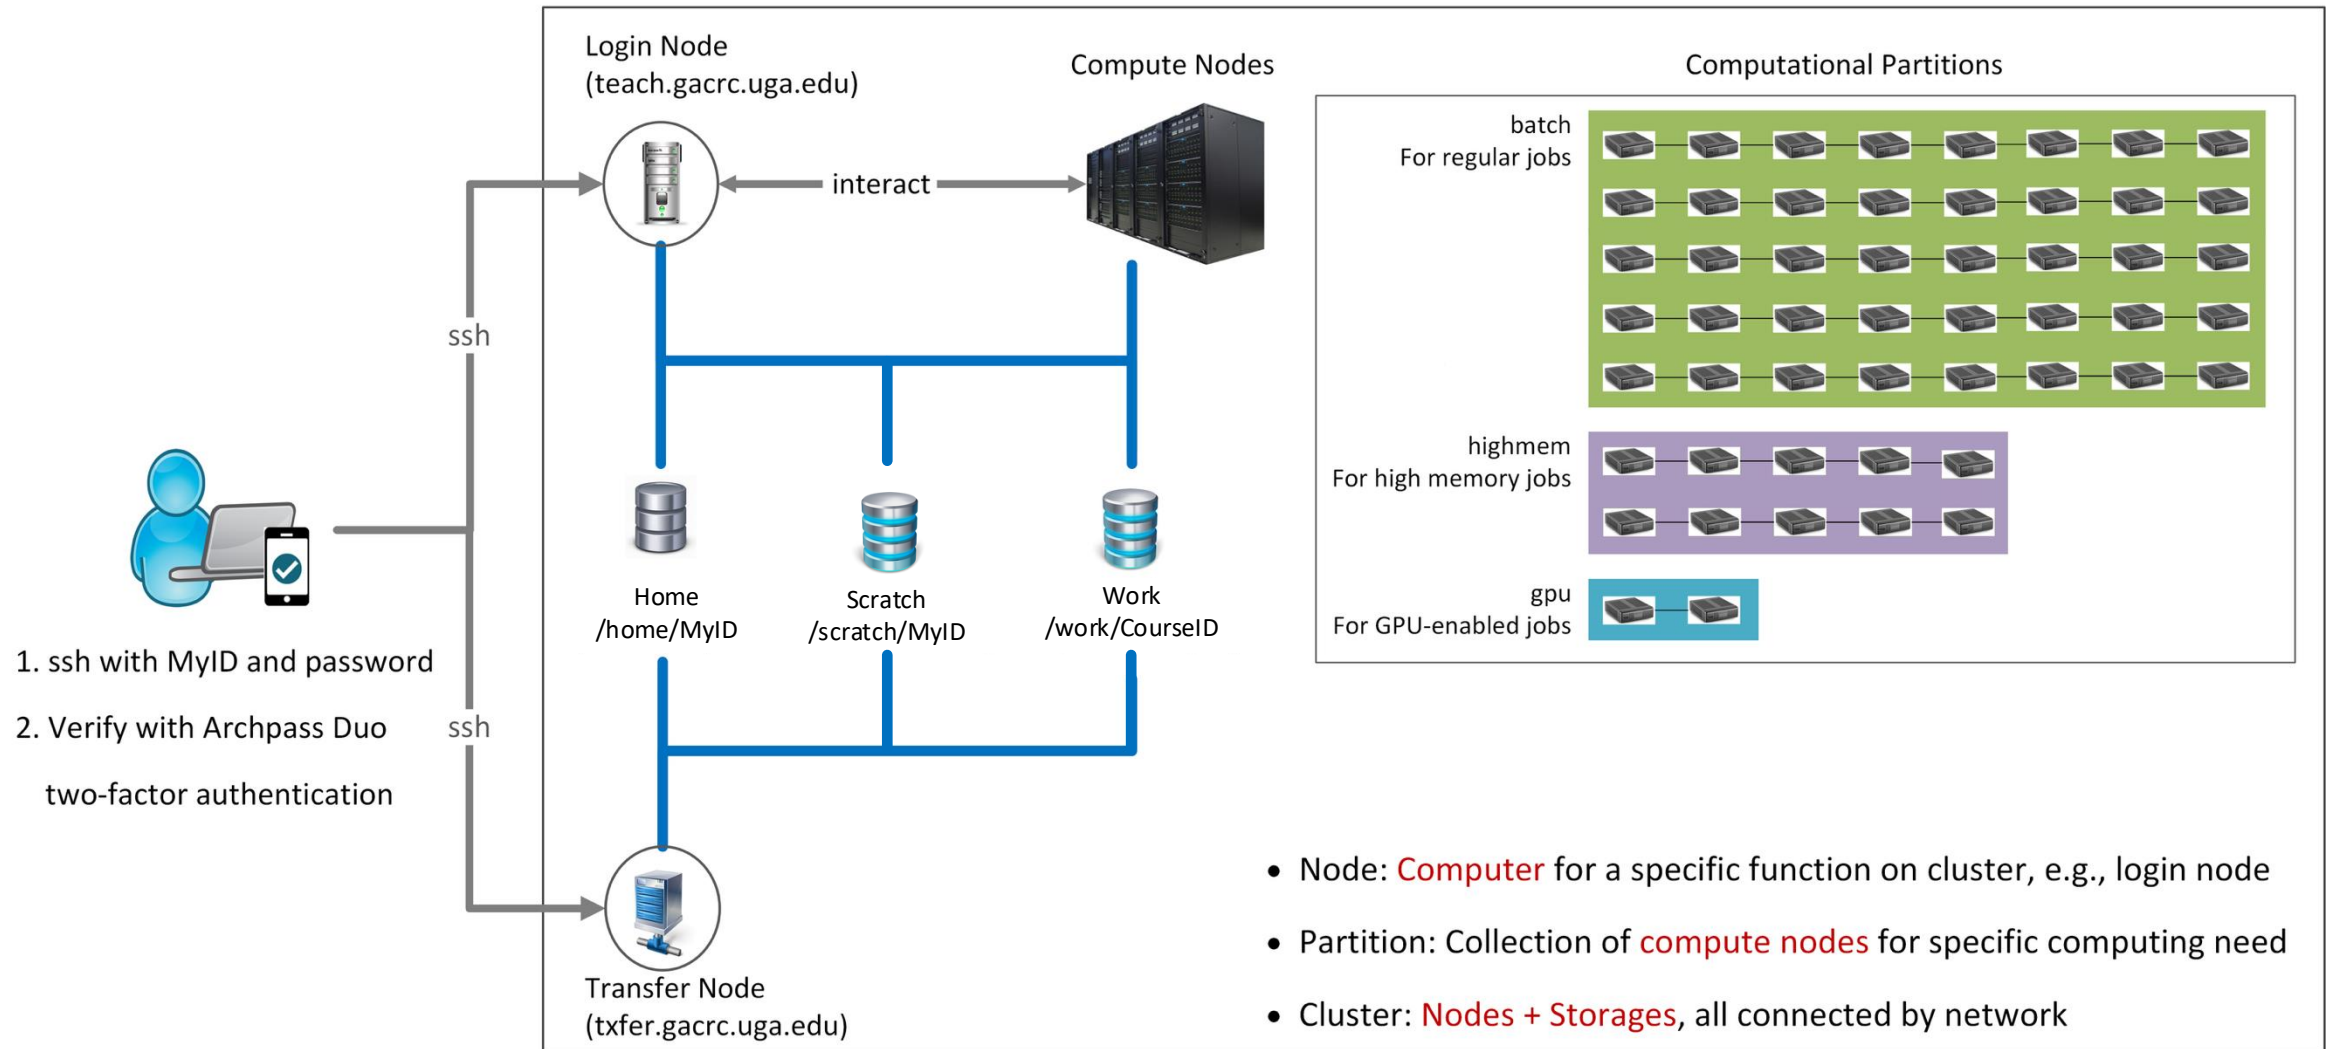 Login Node
(teach.gacrc.uga.edu)
Compute Nodes
Computational Partitions
interact
batch
For regular jobs
highmem
For high memory jobs
gpu
For GPU-enabled jobs
ssh
Home
/home/MyID
Scratch
/scratch/MyID
Work
/work/CourseID
1. ssh with MyID and password
2. Verify with Archpass Duo
two-factor authentication
ssh
Transfer Node
(txfer.gacrc.uga.edu)
• Node: Computer for a specific function on cluster, e.g., login node
• Partition: Collection of compute nodes for specific computing need
• Cluster: Nodes + Storages, all connected by network